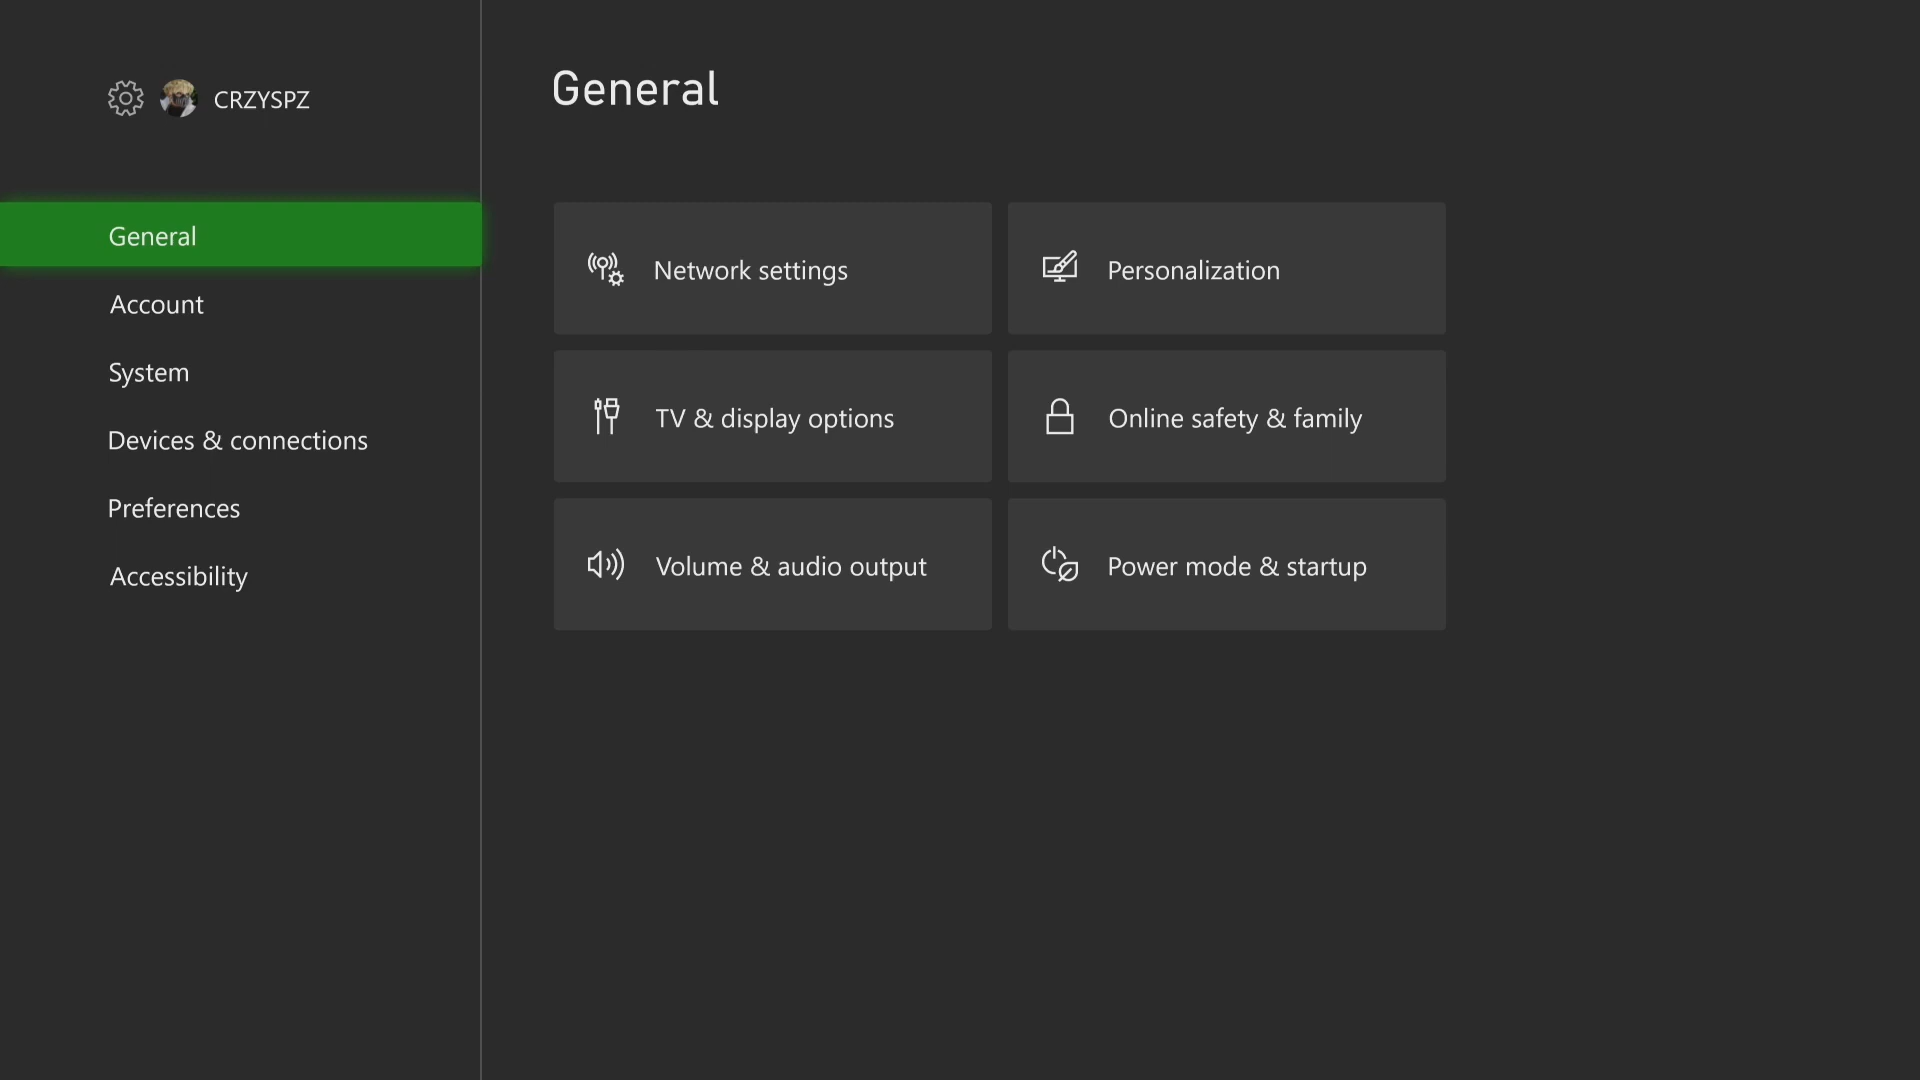 CRZYSPZ
General
Account
System
Devices & connections
Preferences
Accessibility
General
Network settings
Personalization
TV & display options
Online safety & family
Volume & audio output
Power mode & startup